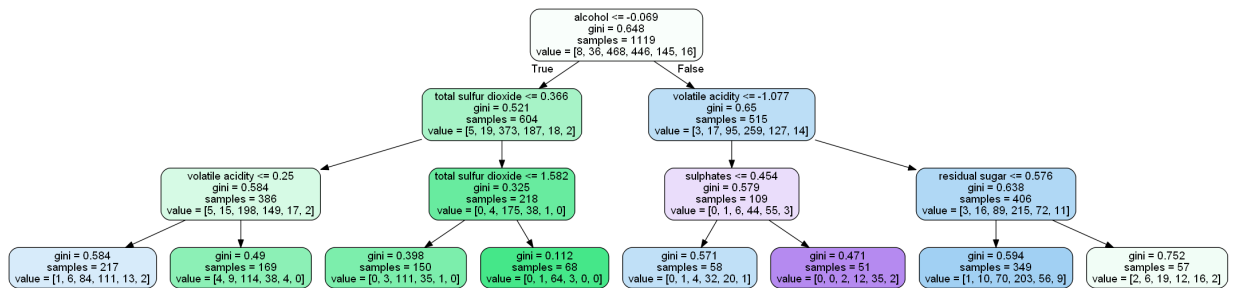 alcohol <= -0.069
gini = 0.648
samples = 1119
value = [8, 36, 468, 446, 145, 16]
True
False
total sulfur dioxide <= 0.366
gini = 0.521
samples = 604
value = [5, 19, 373, 187, 18, 2]
volatile acidity <= -1.077
gini = 0.65
samples = 515
value = [3, 17, 95, 259, 127, 14]
volatile acidity <= 0.25
gini = 0.584
samples = 386
value = [5, 15, 198, 149, 17, 2]
total sulfur dioxide <= 1.582
gini = 0.325
samples = 218
value = [0, 4, 175, 38, 1, 0]
sulphates <= 0.454
gini = 0.579
samples = 109
value = [0, 1, 6, 44, 55, 3]
residual sugar <= 0.576
gini = 0.638
samples = 406
value = [3, 16, 89, 215, 72, 11]
gini = 0.584
samples = 217
value = [1, 6, 84, 111, 13, 2]
gini = 0.49
samples = 169
value = [4, 9, 114, 38, 4, 0]
gini = 0.398
samples = 150
value = [0, 3, 111, 35, 1, 0]
gini = 0.112
samples = 68
value = [0, 1, 64, 3, 0, 0]
gini = 0.571
samples = 58
value = [0, 1, 4, 32, 20, 1]
gini = 0.471
samples = 51
value = [0, 0, 2, 12, 35, 2]
gini = 0.594
samples = 349
value = [1, 10, 70, 203, 56, 9]
gini = 0.752
samples = 57
value = [2, 6, 19, 12, 16, 2]